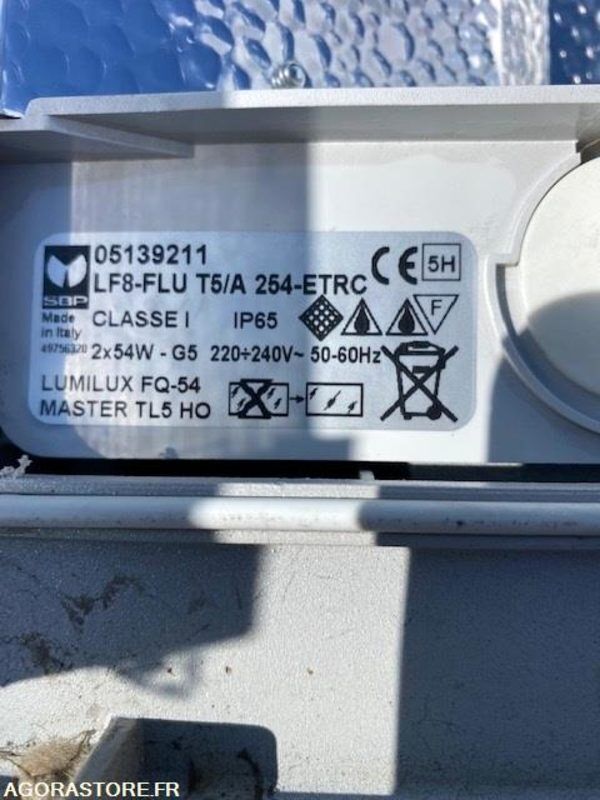 05139211
LF8-FLU T5/A 254-ETRC CE 5H
SBP
Made in Italy
CLASSE I IP65 F
49756320 2x54W - G5 220÷240V~ 50-60Hz
LUMILUX FQ-54
MASTER TL5 HO
AGORASTORE.FR